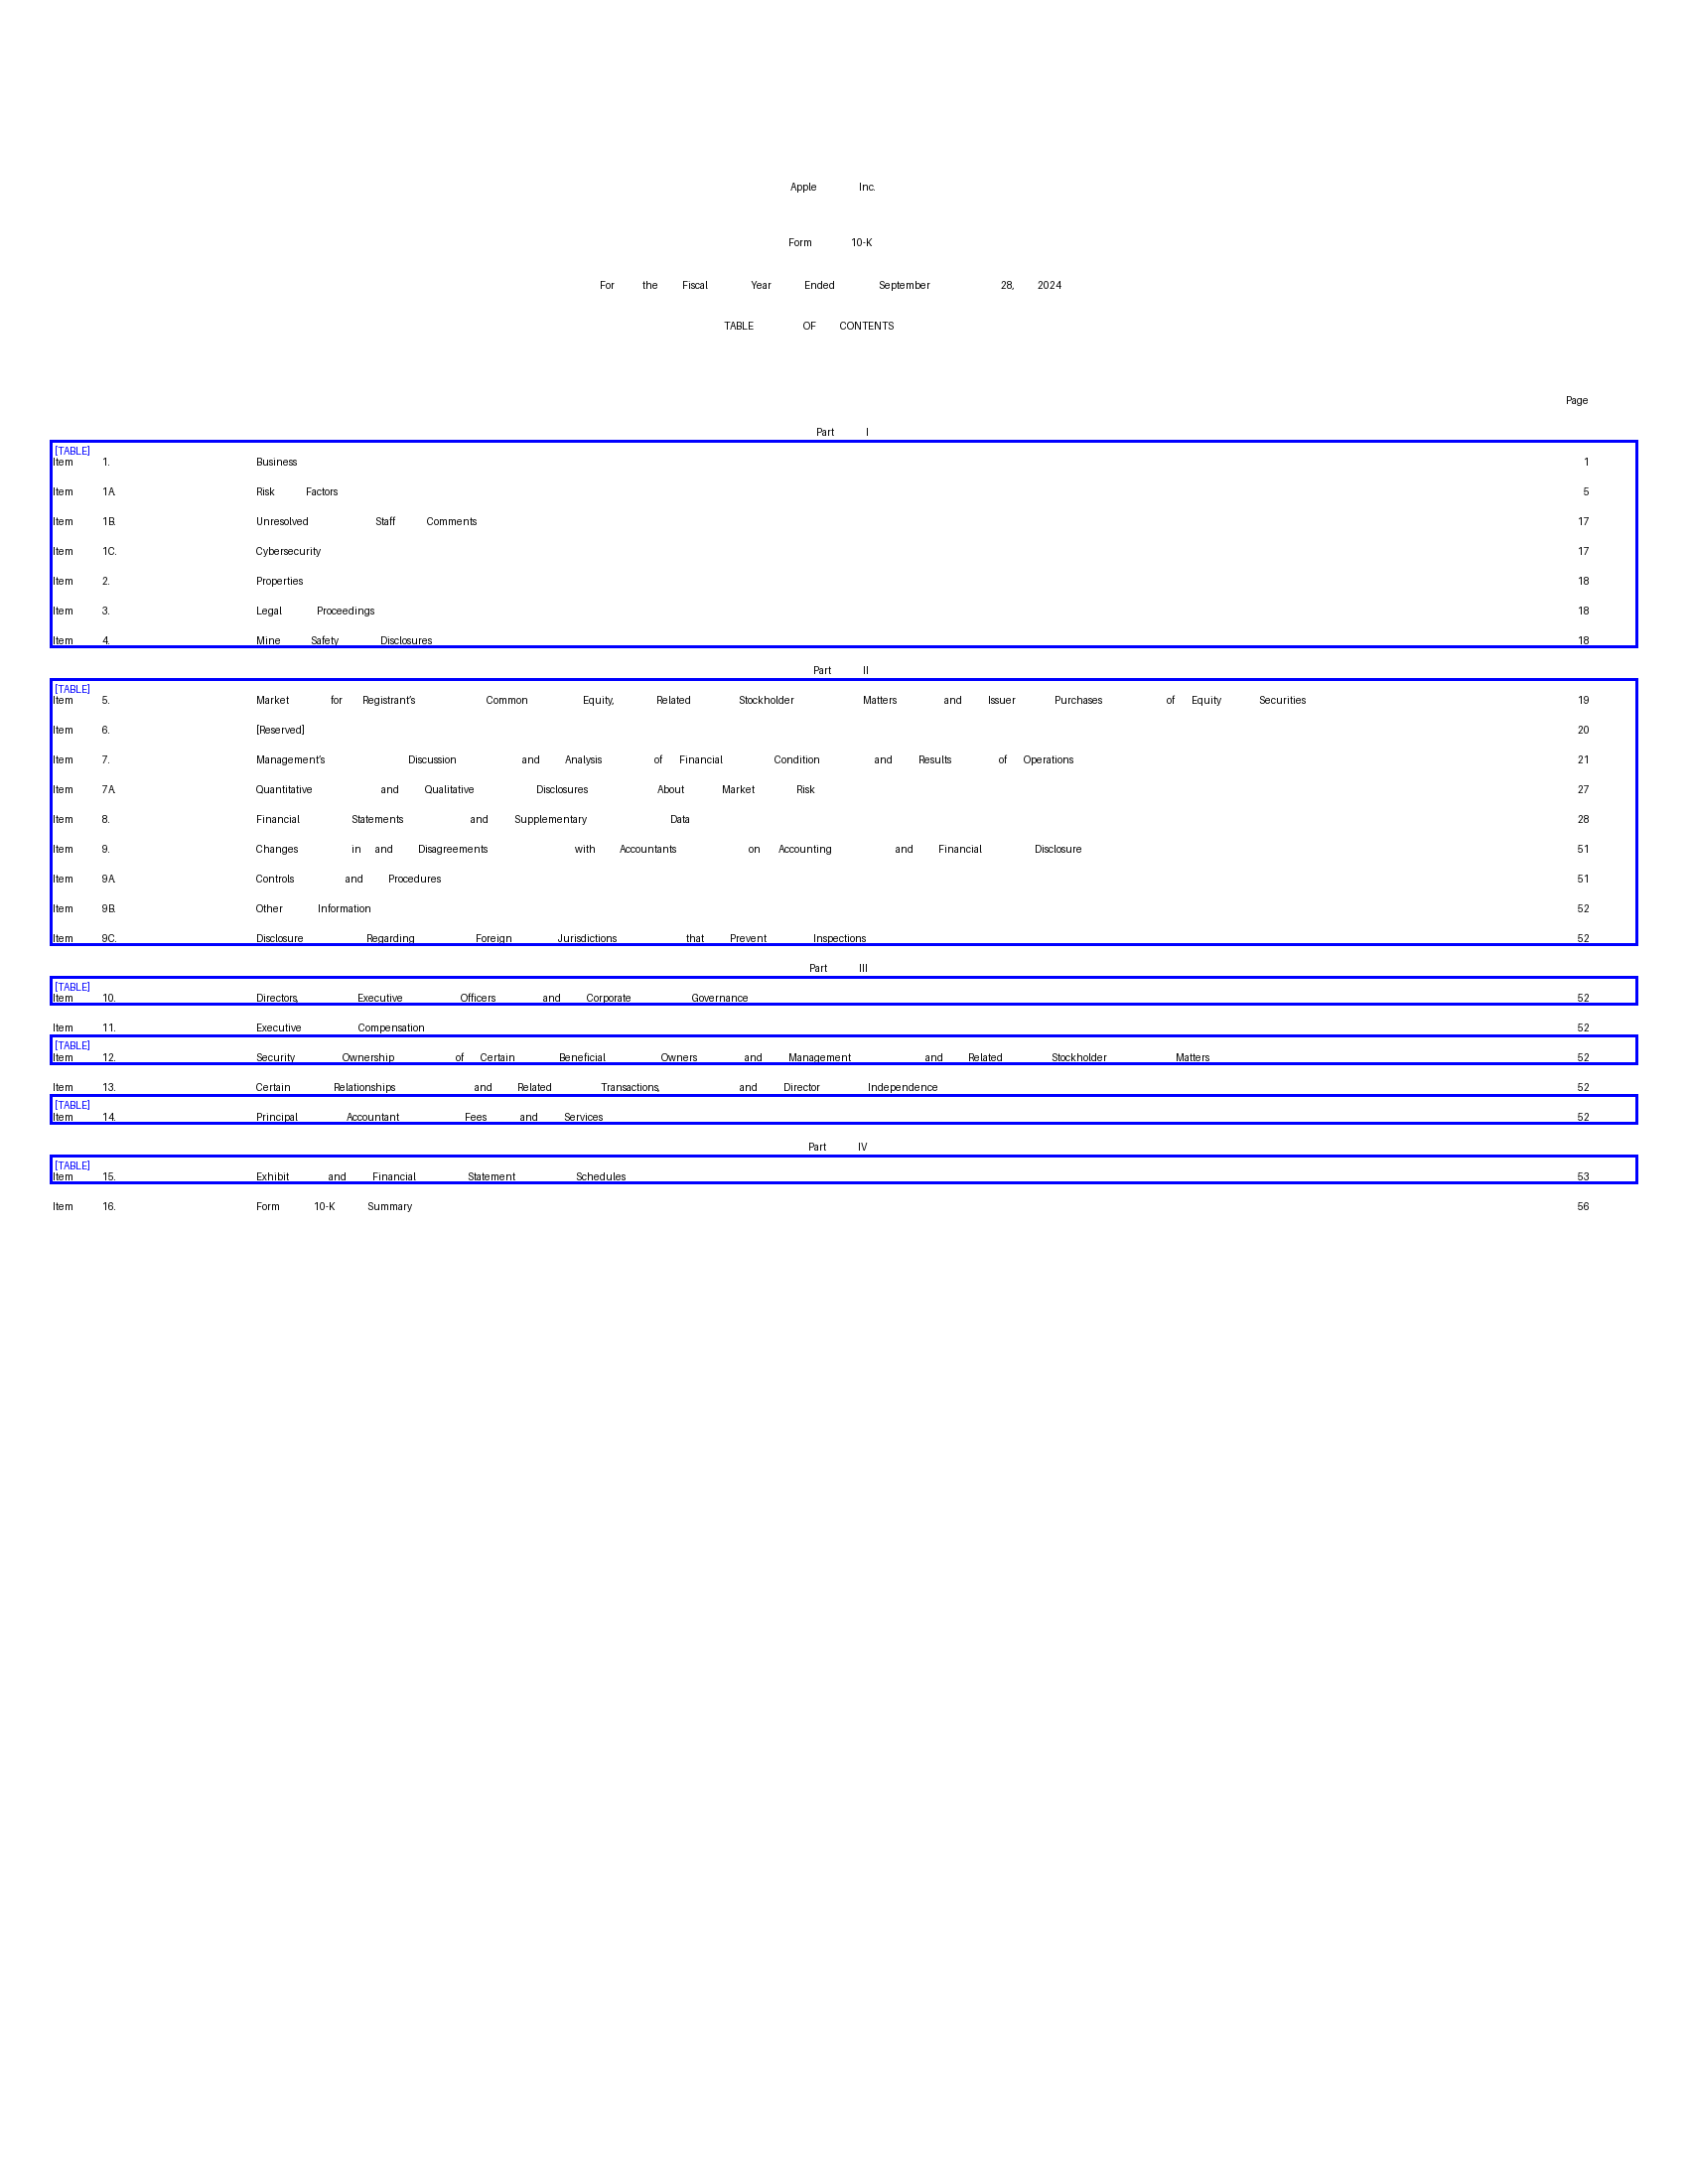 Apple Inc.
Form 10-K
For the Fiscal Year Ended September 28, 2024
TABLE OF CONTENTS
Page
Part I
[TABLE]
Item 1. Business 1
Item 1A. Risk Factors 5
Item 1B. Unresolved Staff Comments 17
Item 1C. Cybersecurity 17
Item 2. Properties 18
Item 3. Legal Proceedings 18
Item 4. Mine Safety Disclosures 18
Part II
[TABLE]
Item 5. Market for Registrant's Common Equity, Related Stockholder Matters and Issuer Purchases of Equity Securities 19
Item 6. [Reserved] 20
Item 7. Management's Discussion and Analysis of Financial Condition and Results of Operations 21
Item 7A. Quantitative and Qualitative Disclosures About Market Risk 27
Item 8. Financial Statements and Supplementary Data 28
Item 9. Changes in and Disagreements with Accountants on Accounting and Financial Disclosure 51
Item 9A. Controls and Procedures 51
Item 9B. Other Information 52
Item 9C. Disclosure Regarding Foreign Jurisdictions that Prevent Inspections 52
Part III
[TABLE]
Item 10. Directors, Executive Officers and Corporate Governance 52
Item 11. Executive Compensation 52
[TABLE]
Item 12. Security Ownership of Certain Beneficial Owners and Management and Related Stockholder Matters 52
Item 13. Certain Relationships and Related Transactions, and Director Independence 52
[TABLE]
Item 14. Principal Accountant Fees and Services 52
Part IV
[TABLE]
Item 15. Exhibit and Financial Statement Schedules 53
Item 16. Form 10-K Summary 56